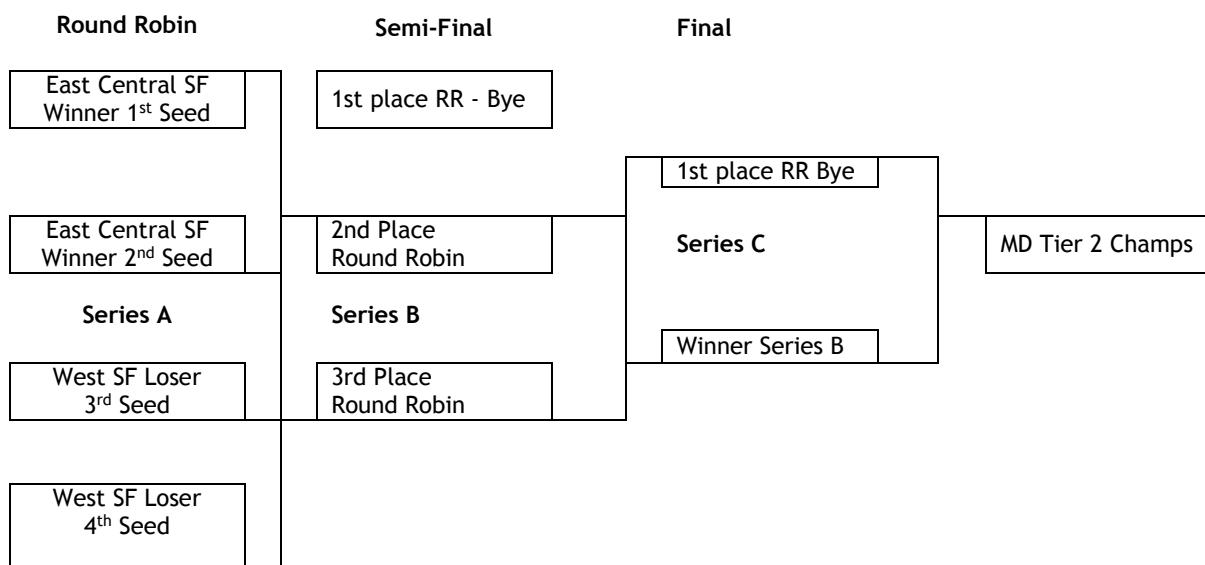 Round Robin
Semi-Final
Final
East Central SF
Winner 1st Seed
1st place RR - Bye
1st place RR Bye
East Central SF
Winner 2nd Seed
2nd Place
Round Robin
Series C
MD Tier 2 Champs
Series A
Series B
Winner Series B
West SF Loser
3rd Seed
3rd Place
Round Robin
West SF Loser
4th Seed